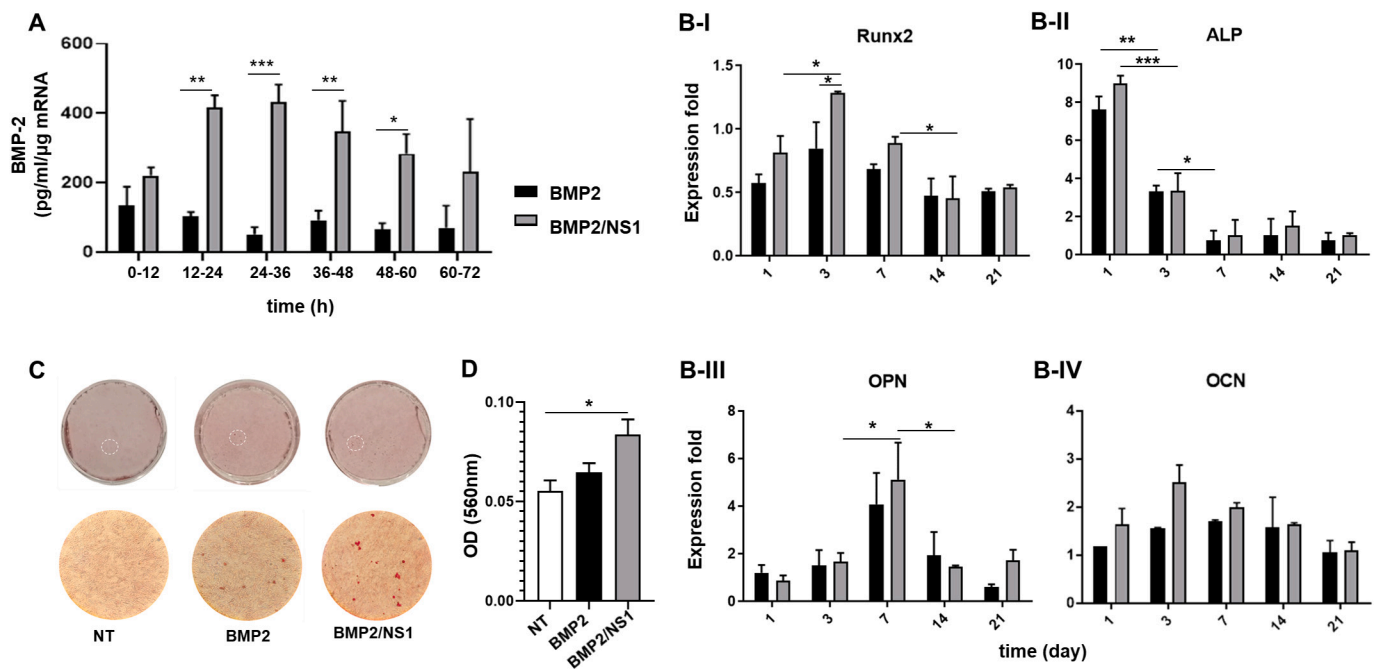 A
BMP-2
(pg/ml/µg mRNA)
600
400
200
0
**
***
**
*
0-12 12-24 24-36 36-48 48-60 60-72
time (h)
BMP2
BMP2/NS1
B-I
Runx2
Expression fold
1.5
1.0
0.5
0.0
*
*
*
1 3 7 14 21
B-II
ALP
10
8
6
4
2
0
**
***
*
1 3 7 14 21
C
NT BMP2 BMP2/NS1
D
OD (560nm)
0.10
0.05
0.00
*
NT
BMP2
BMP2/NS1
B-III
OPN
Expression fold
8
6
4
2
0
*
*
1 3 7 14 21
B-IV
OCN
4
3
2
1
0
1 3 7 14 21
time (day)